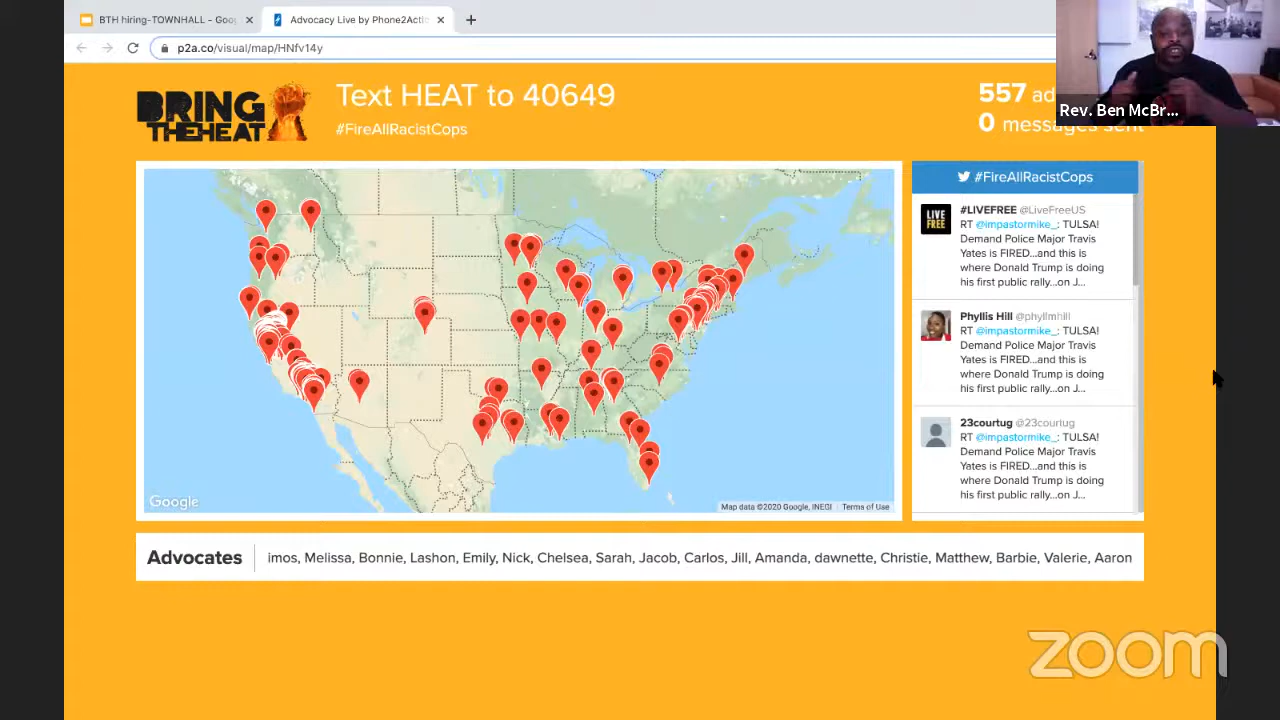 BTH hiring-TOWNHALL - Goo
Advocacy Live by Phone2Actio
p2a.co/visual/map/HNfv14y
BRING
THE HEAT
Text HEAT to 40649
#FireAllRacistCops
557 ad
0 messages sent
Rev. Ben McBr...
#FireAllRacistCops
#LIVEFREE @LiveFreeUS
RT @impastormike_: TULSA!
Demand Police Major Travis
Yates is FIRED...and this is
where Donald Trump is doing
his first public rally...on J...
LIVE
FREE
Phyllis Hill @phyllmhill
RT @impastormike_: TULSA!
Demand Police Major Travis
Yates is FIRED...and this is
where Donald Trump is doing
his first public rally...on J...
23courtug @23courtug
RT @impastormike_: TULSA!
Demand Police Major Travis
Yates is FIRED...and this is
where Donald Trump is doing
his first public rally...on J...
Google
Map data ©2020 Google, INEGI
Terms of Use
Advocates
imos, Melissa, Bonnie, Lashon, Emily, Nick, Chelsea, Sarah, Jacob, Carlos, Jill, Amanda, dawnette, Christie, Matthew, Barbie, Valerie, Aaron
zoom